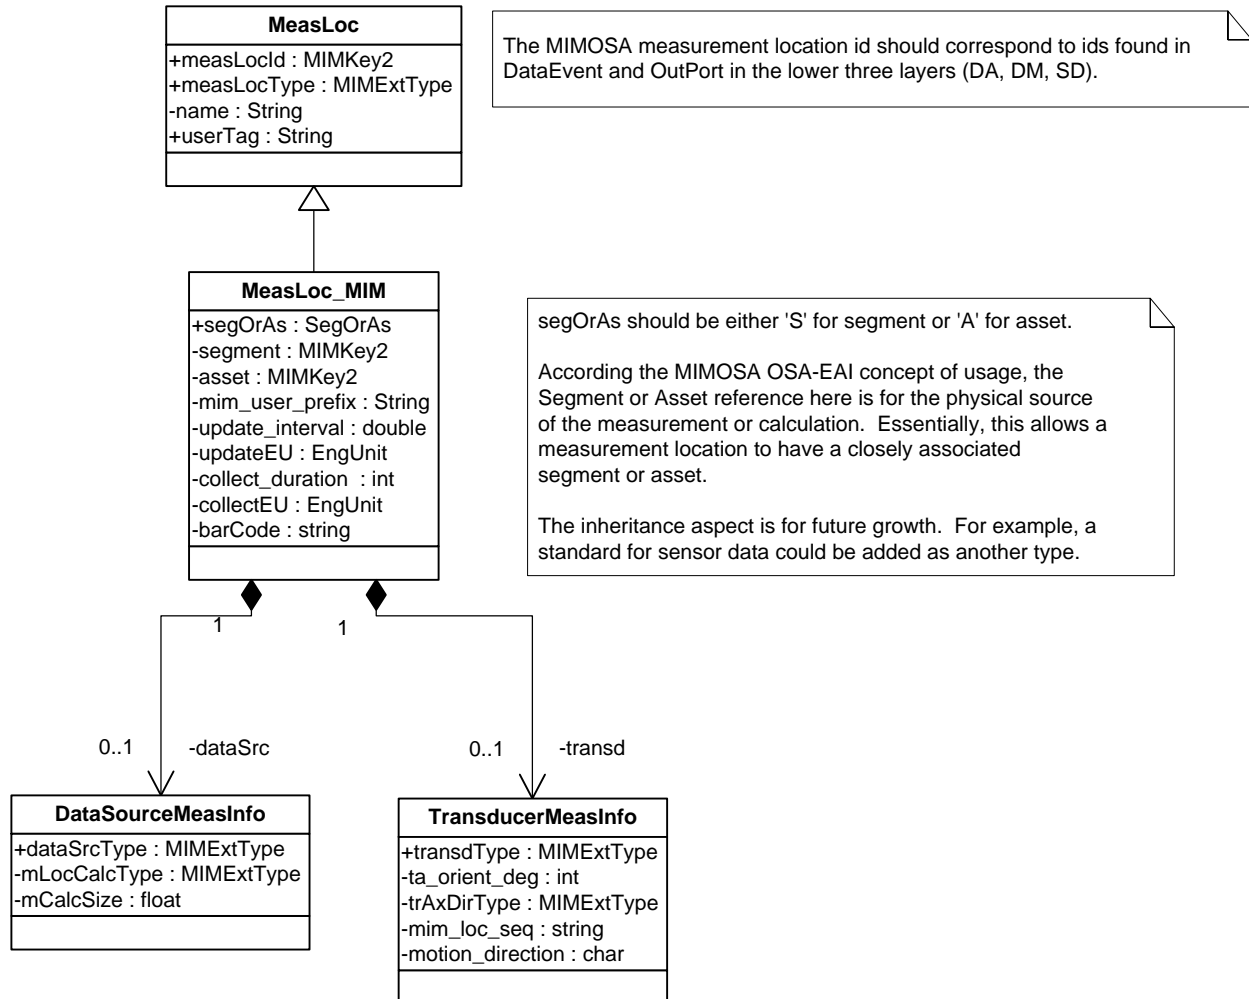 MeasLoc
+measLocId : MIMKey2
+measLocType : MIMExtType
-name : String
+userTag : String
The MIMOSA measurement location id should correspond to ids found in
DataEvent and OutPort in the lower three layers (DA, DM, SD).
MeasLoc_MIM
+segOrAs : SegOrAs
-segment : MIMKey2
-asset : MIMKey2
-mim_user_prefix : String
-update_interval : double
-updateEU : EngUnit
-collect_duration : int
-collectEU : EngUnit
-barCode : string
segOrAs should be either 'S' for segment or 'A' for asset.
According the MIMOSA OSA-EAI concept of usage, the
Segment or Asset reference here is for the physical source
of the measurement or calculation. Essentially, this allows a
measurement location to have a closely associated
segment or asset.
The inheritance aspect is for future growth. For example, a
standard for sensor data could be added as another type.
1
1
0..1
-dataSrc
0..1
-transd
DataSourceMeasInfo
+dataSrcType : MIMExtType
-mLocCalcType : MIMExtType
-mCalcSize : float
TransducerMeasInfo
+transdType : MIMExtType
-ta_orient_deg : int
-trAxDirType : MIMExtType
-mim_loc_seq : string
-motion_direction : char